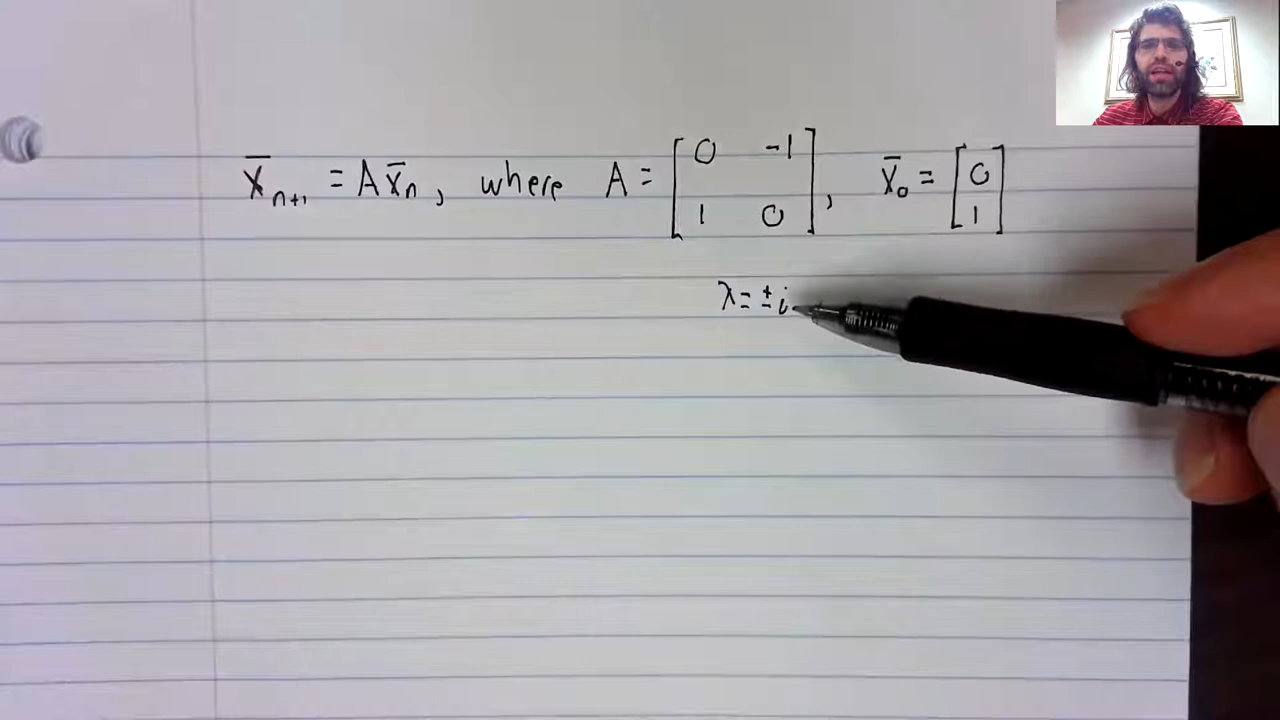 x̄ₙ₊₁ = Ax̄ₙ, where A = [0 -1; 1 0], x̄₀ = [0; 1]
λ = ±i